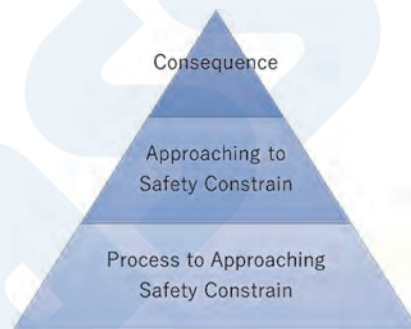 Consequence
Approaching to
Safety Constrain
Process to Approaching
Safety Constrain